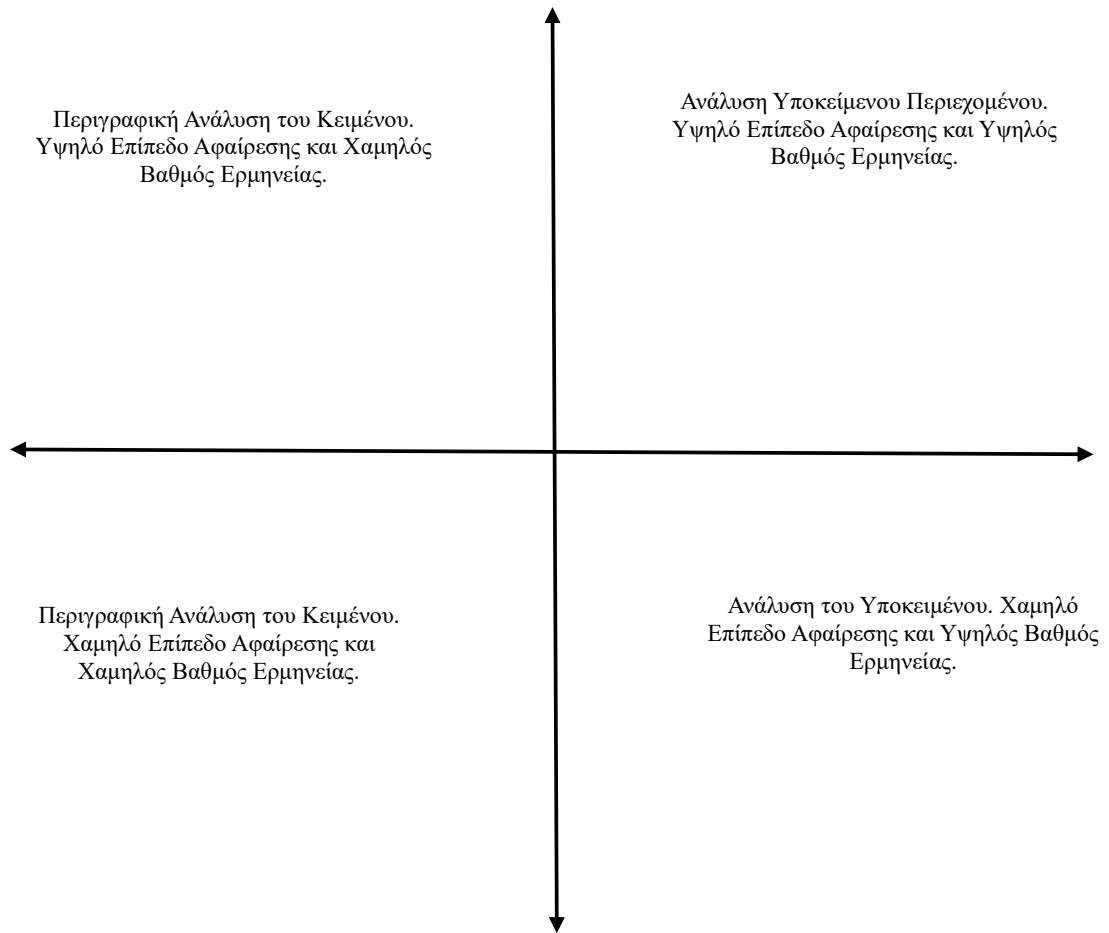 Περιγραφική Ανάλυση του Κειμένου.
Υψηλό Επίπεδο Αφαίρεσης και Χαμηλός
Βαθμός Ερμηνείας.
Ανάλυση Υποκείμενου Περιεχομένου.
Υψηλό Επίπεδο Αφαίρεσης και Υψηλός
Βαθμός Ερμηνείας.
Περιγραφική Ανάλυση του Κειμένου.
Χαμηλό Επίπεδο Αφαίρεσης και
Χαμηλός Βαθμός Ερμηνείας.
Ανάλυση του Υποκειμένου. Χαμηλό
Επίπεδο Αφαίρεσης και Υψηλός Βαθμός
Ερμηνείας.